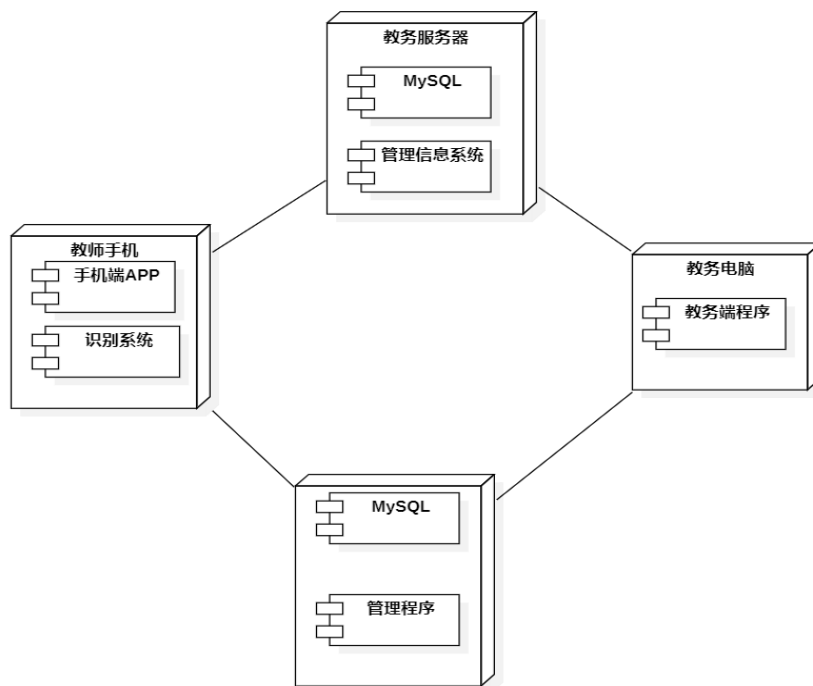 教务服务器
MySQL
管理信息系统
教师手机
手机端APP
识别系统
教务电脑
教务端程序
MySQL
管理程序